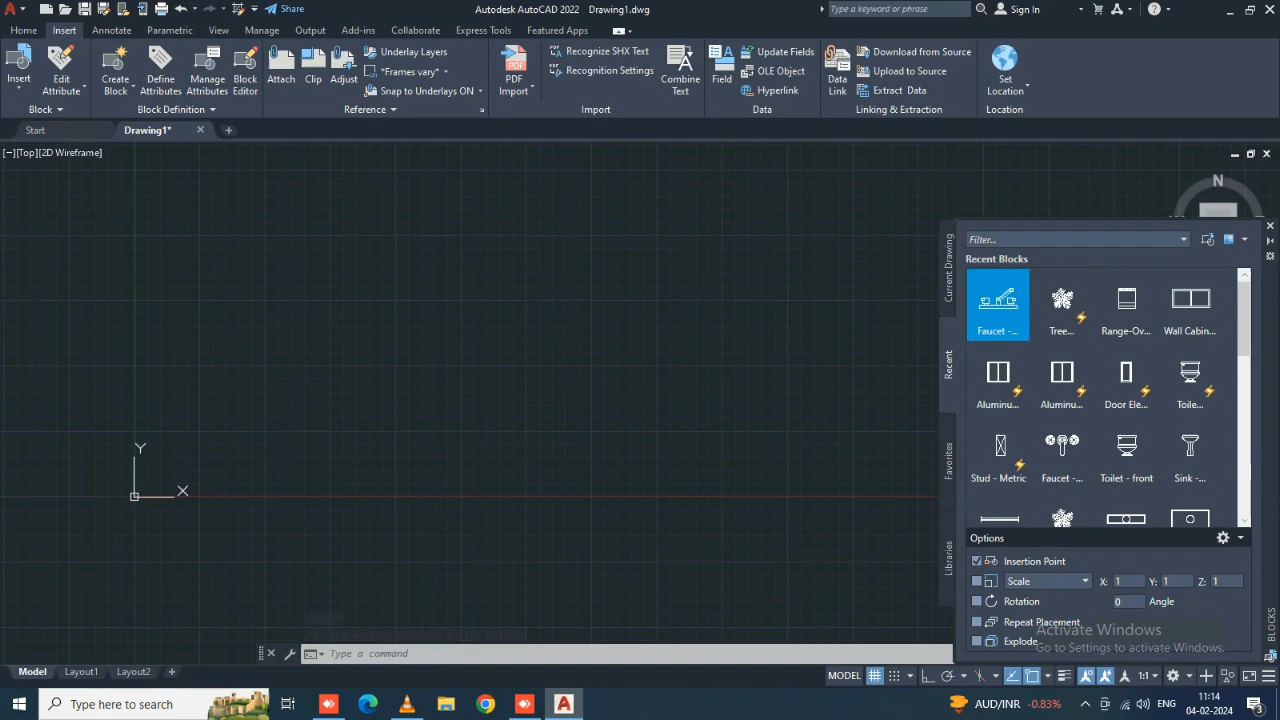 Share
Autodesk AutoCAD 2022 Drawing1.dwg
Type a keyword or phrase
Sign In
Home Insert Annotate Parametric View Manage Output Add-ins Collaborate Express Tools Featured Apps
Insert
Edit Attribute
Create Block
Define Attributes
Manage Attributes
Block Editor
Attach
Clip
Adjust
Underlay Layers
*Frames vary*
Snap to Underlays ON
PDF Import
Recognize SHX Text
Recognition Settings
Combine Text
Field
Update Fields
OLE Object
Hyperlink
Data Link
Download from Source
Upload to Source
Extract Data
Set Location
Block Block Definition Reference Import Data Linking & Extraction Location
Start Drawing1*
[−][Top][2D Wireframe]
N
Y
X
Current Drawing
Recent
Favorites
Libraries
BLOCKS
Filter...
Recent Blocks
Faucet -... Tree... Range-Ov... Wall Cabin...
Aluminu... Aluminu... Door Ele... Toile...
Stud - Metric Faucet -... Toilet - front Sink -...
Options
Insertion Point
Scale X: 1 Y: 1 Z: 1
Rotation 0 Angle
Repeat Placement
Explode
Activate Windows
Go to Settings to activate Windows.
Type a command
Model Layout1 Layout2
MODEL
1:1
Type here to search
AUD/INR -0.83%
ENG
11:14
04-02-2024
3